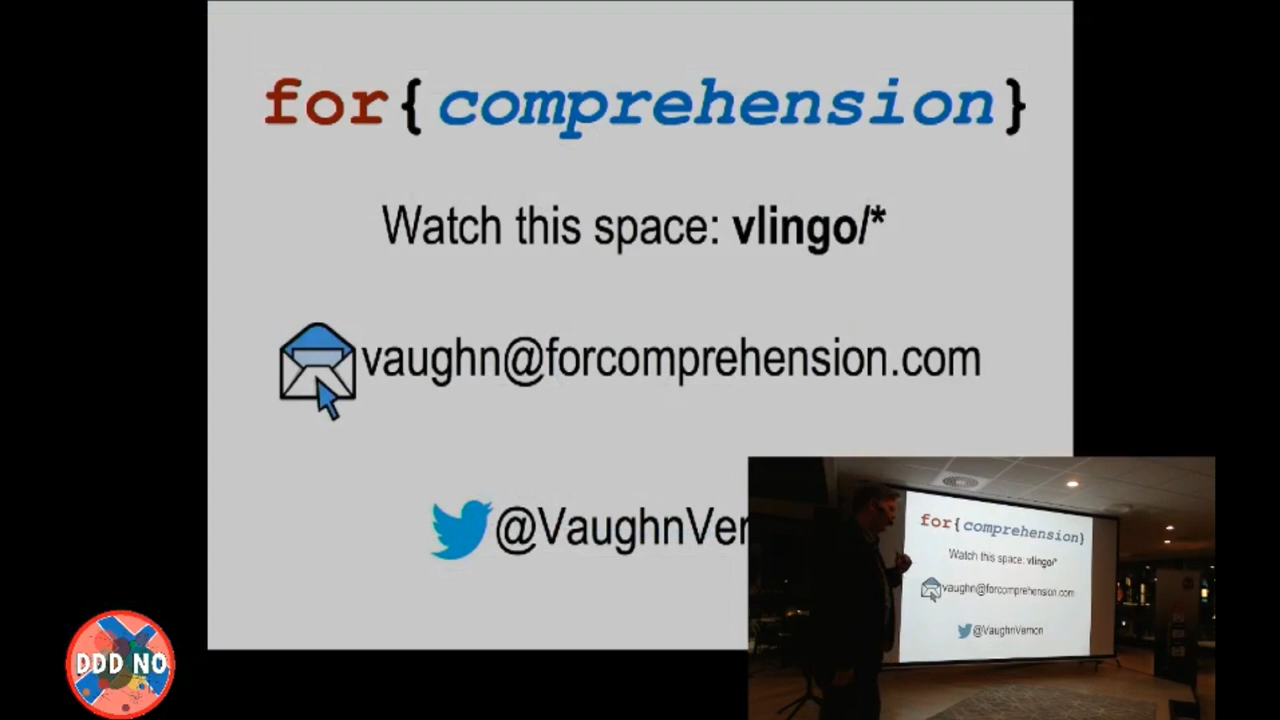 for{comprehension}
Watch this space: vlingo/*
vaughn@forcomprehension.com
@VaughnVer
for{comprehension}
Watch this space: vlingo/*
vaughn@forcomprehension.com
@VaughnVernon
DDD NO